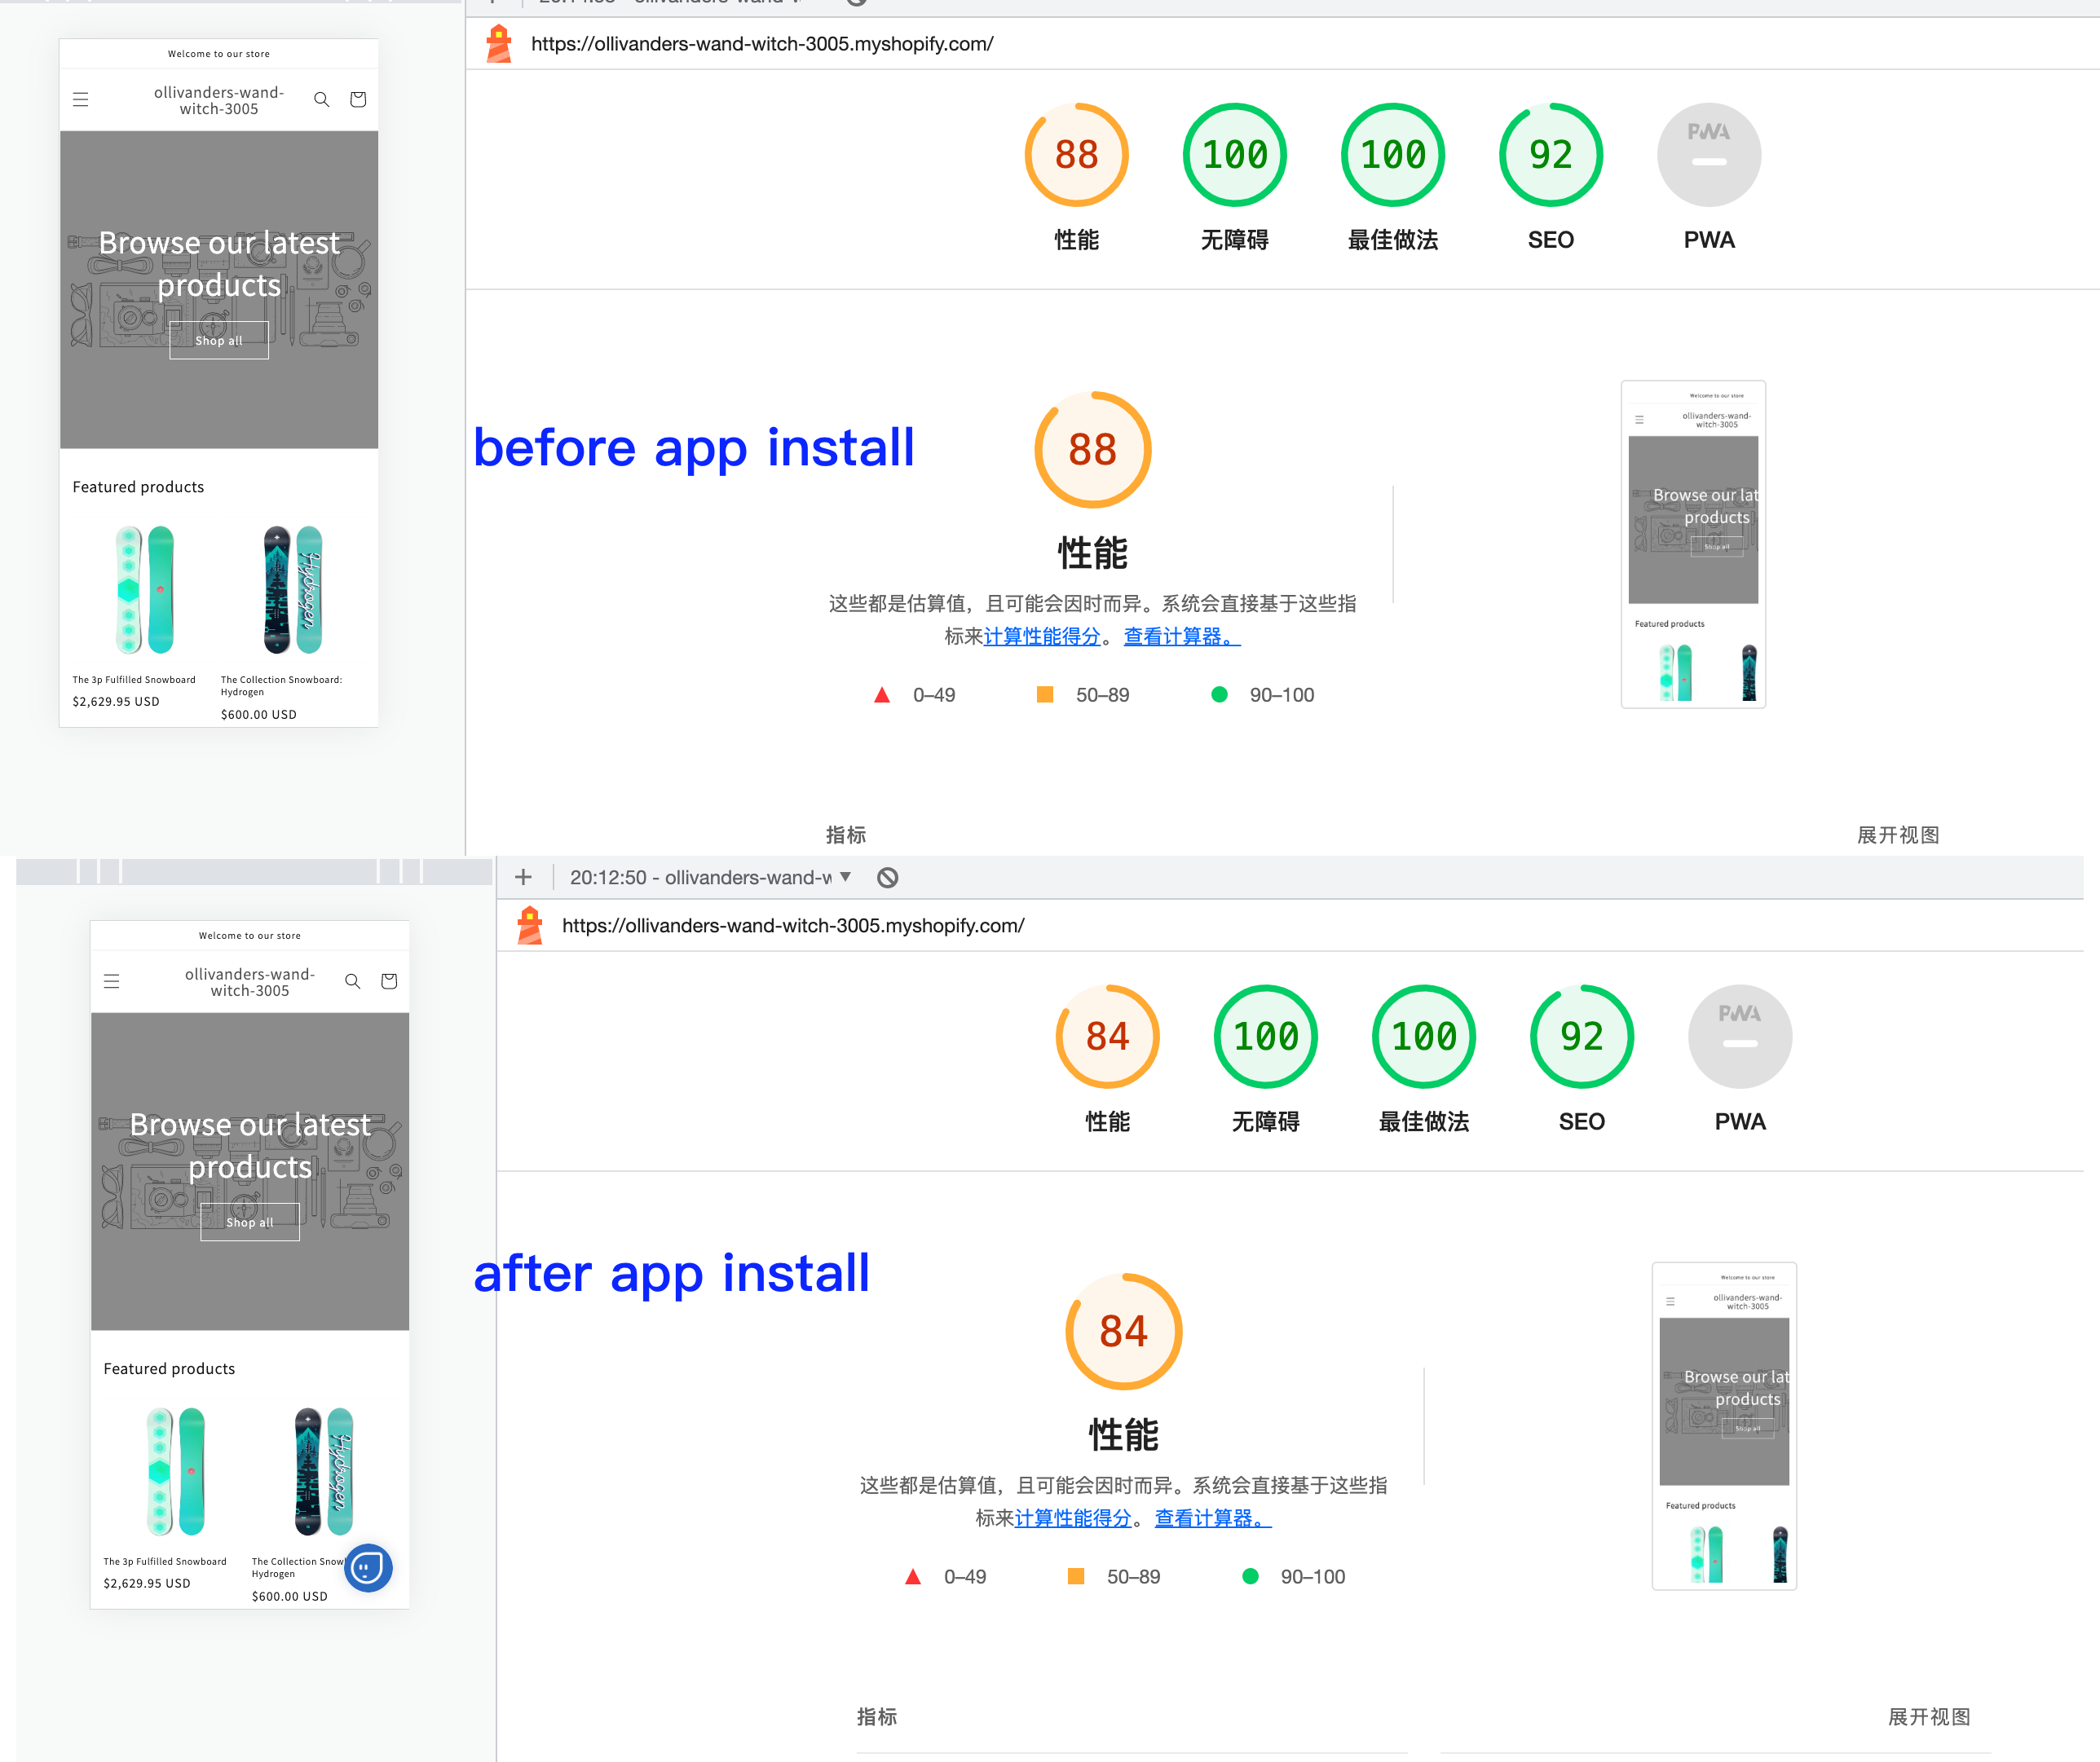 https://ollivanders-wand-witch-3005.myshopify.com/
Welcome to our store
ollivanders-wand-
witch-3005
Browse our latest
products
Shop all
Featured products
The 3p Fulfilled Snowboard
$2,629.95 USD
Hydrogen
The Collection Snowboard:
Hydrogen
$600.00 USD
88
性能
100
无障碍
100
最佳做法
92
SEO
PWA
PWA
before app install
88
性能
这些都是估算值，且可能会因时而异。系统会直接基于这些指
标来计算性能得分。查看计算器。
0–49
50–89
90–100
Welcome to our store
ollivanders-wand-
witch-3005
Browse our lat
products
Shop all
Featured products
指标
展开视图
20:12:50 - ollivanders-wand-w
https://ollivanders-wand-witch-3005.myshopify.com/
Welcome to our store
ollivanders-wand-
witch-3005
Browse our latest
products
Shop all
Featured products
The 3p Fulfilled Snowboard
$2,629.95 USD
Hydrogen
The Collection Snow
Hydrogen
$600.00 USD
84
性能
100
无障碍
100
最佳做法
92
SEO
PWA
PWA
after app install
84
性能
这些都是估算值，且可能会因时而异。系统会直接基于这些指
标来计算性能得分。查看计算器。
0–49
50–89
90–100
Welcome to our store
ollivanders-wand-
witch-3005
Browse our lat
products
Shop all
Featured products
指标
展开视图